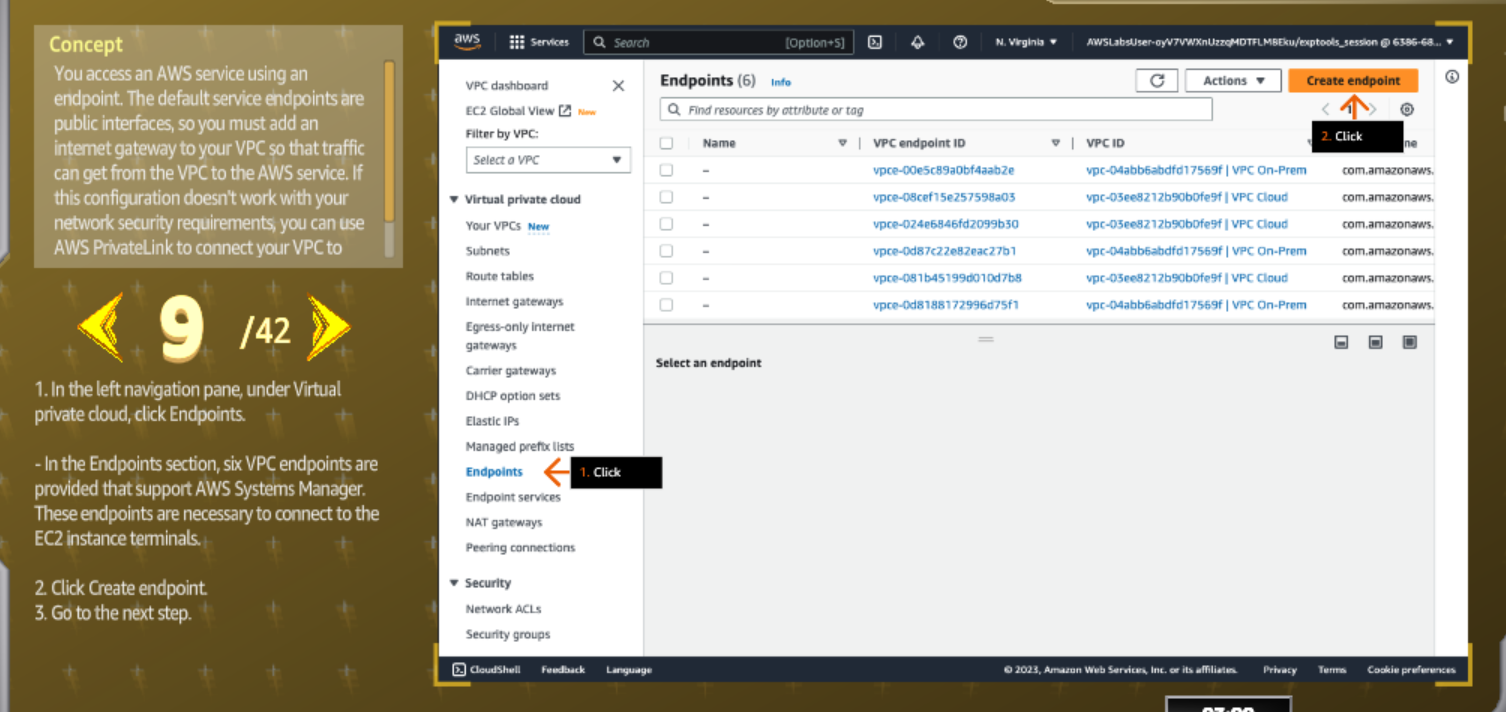 Concept
You access an AWS service using an
endpoint. The default service endpoints are
public interfaces, so you must add an
internet gateway to your VPC so that traffic
can get from the VPC to the AWS service. If
this configuration doesn't work with your
network security requirements, you can use
AWS PrivateLink to connect your VPC to
9 /42
1. In the left navigation pane, under Virtual
private cloud, click Endpoints.
- In the Endpoints section, six VPC endpoints are
provided that support AWS Systems Manager.
These endpoints are necessary to connect to the
EC2 instance terminals.
2. Click Create endpoint.
3. Go to the next step.
aws Services Search [Option+S] N. Virginia AWSLabsUser-oyV7VWXnUzzqMDTFLM8Eku/exptools_session @ 6386-68...
VPC dashboard
EC2 Global View New
Filter by VPC:
Select a VPC
Virtual private cloud
Your VPCs New
Subnets
Route tables
Internet gateways
Egress-only internet
gateways
Carrier gateways
DHCP option sets
Elastic IPs
Managed prefix lists
Endpoints
1. Click
Endpoint services
NAT gateways
Peering connections
Security
Network ACLs
Security groups
Endpoints (6) Info Actions Create endpoint
Find resources by attribute or tag 1
2. Click
Name VPC endpoint ID VPC ID ne
– vpce-00e5c89a0bf4aab2e vpc-04abb6abdfd17569f | VPC On-Prem com.amazonaws.
– vpce-08cef15e257598a03 vpc-03ee8212b90b0fe9f | VPC Cloud com.amazonaws.
– vpce-024e6846fd2099b30 vpc-03ee8212b90b0fe9f | VPC Cloud com.amazonaws.
– vpce-0d87c22e82eac27b1 vpc-04abb6abdfd17569f | VPC On-Prem com.amazonaws.
– vpce-081b45199d010d7b8 vpc-03ee8212b90b0fe9f | VPC Cloud com.amazonaws.
– vpce-0d8188172996d75f1 vpc-04abb6abdfd17569f | VPC On-Prem com.amazonaws.
Select an endpoint
CloudShell Feedback Language © 2023, Amazon Web Services, Inc. or its affiliates. Privacy Terms Cookie preferences